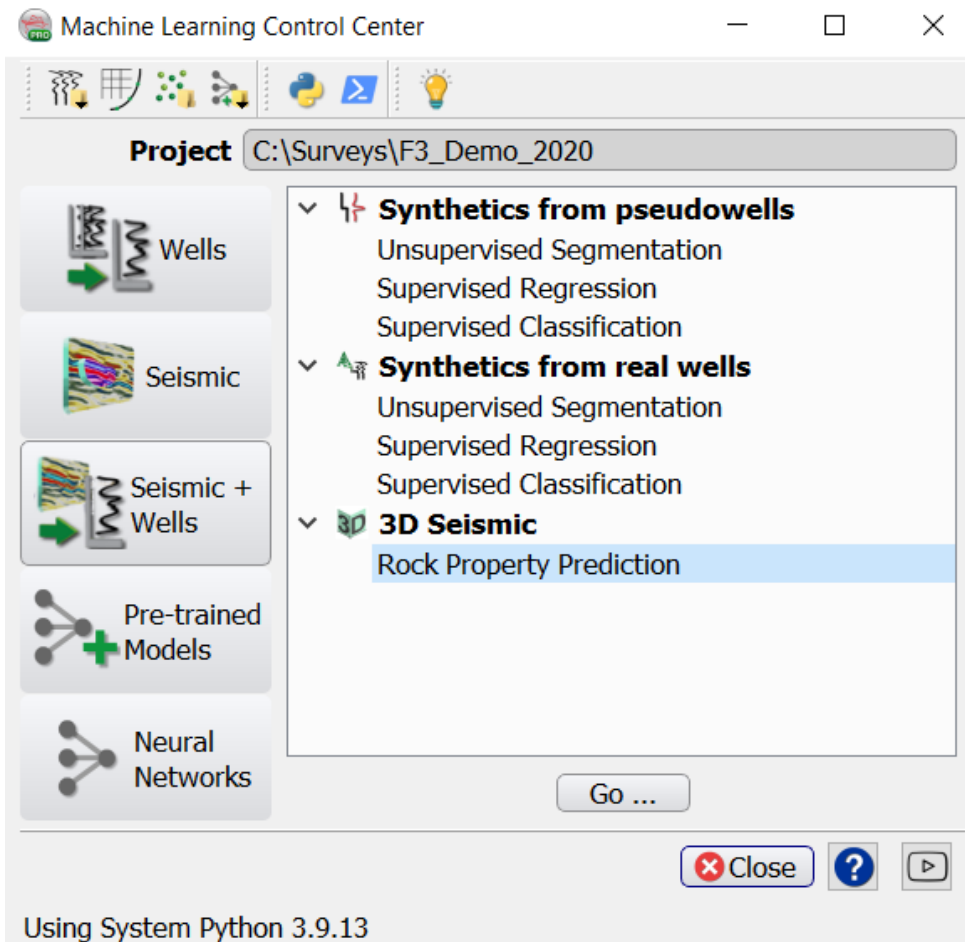 Machine Learning Control Center
Project C:\Surveys\F3_Demo_2020
Wells
Seismic
Seismic +
Wells
Pre-trained
Models
Neural
Networks
Synthetics from pseudowells
Unsupervised Segmentation
Supervised Regression
Supervised Classification
Synthetics from real wells
Unsupervised Segmentation
Supervised Regression
Supervised Classification
3D 3D Seismic
Rock Property Prediction
Go ...
Close ?
Using System Python 3.9.13
PRO